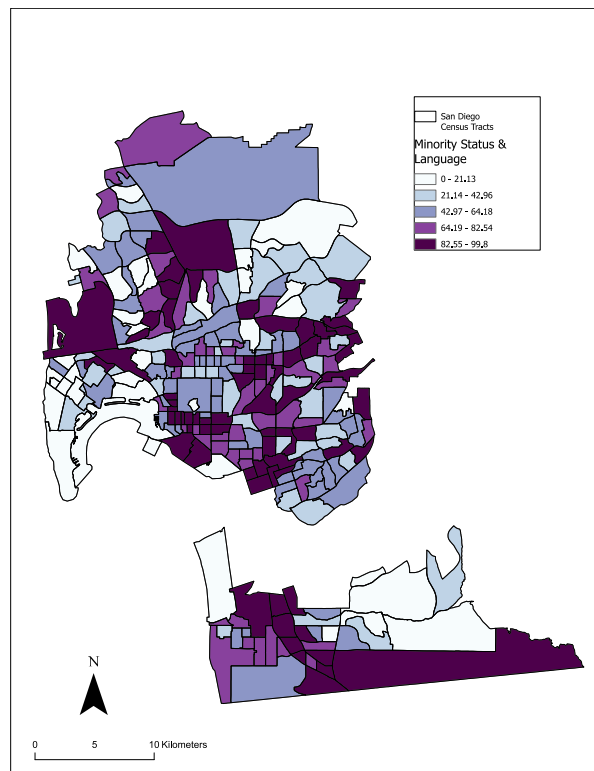 San Diego
Census Tracts
Minority Status &
Language
0 - 21.13
21.14 - 42.96
42.97 - 64.18
64.19 - 82.54
82.55 - 99.8
N
0 5 10 Kilometers